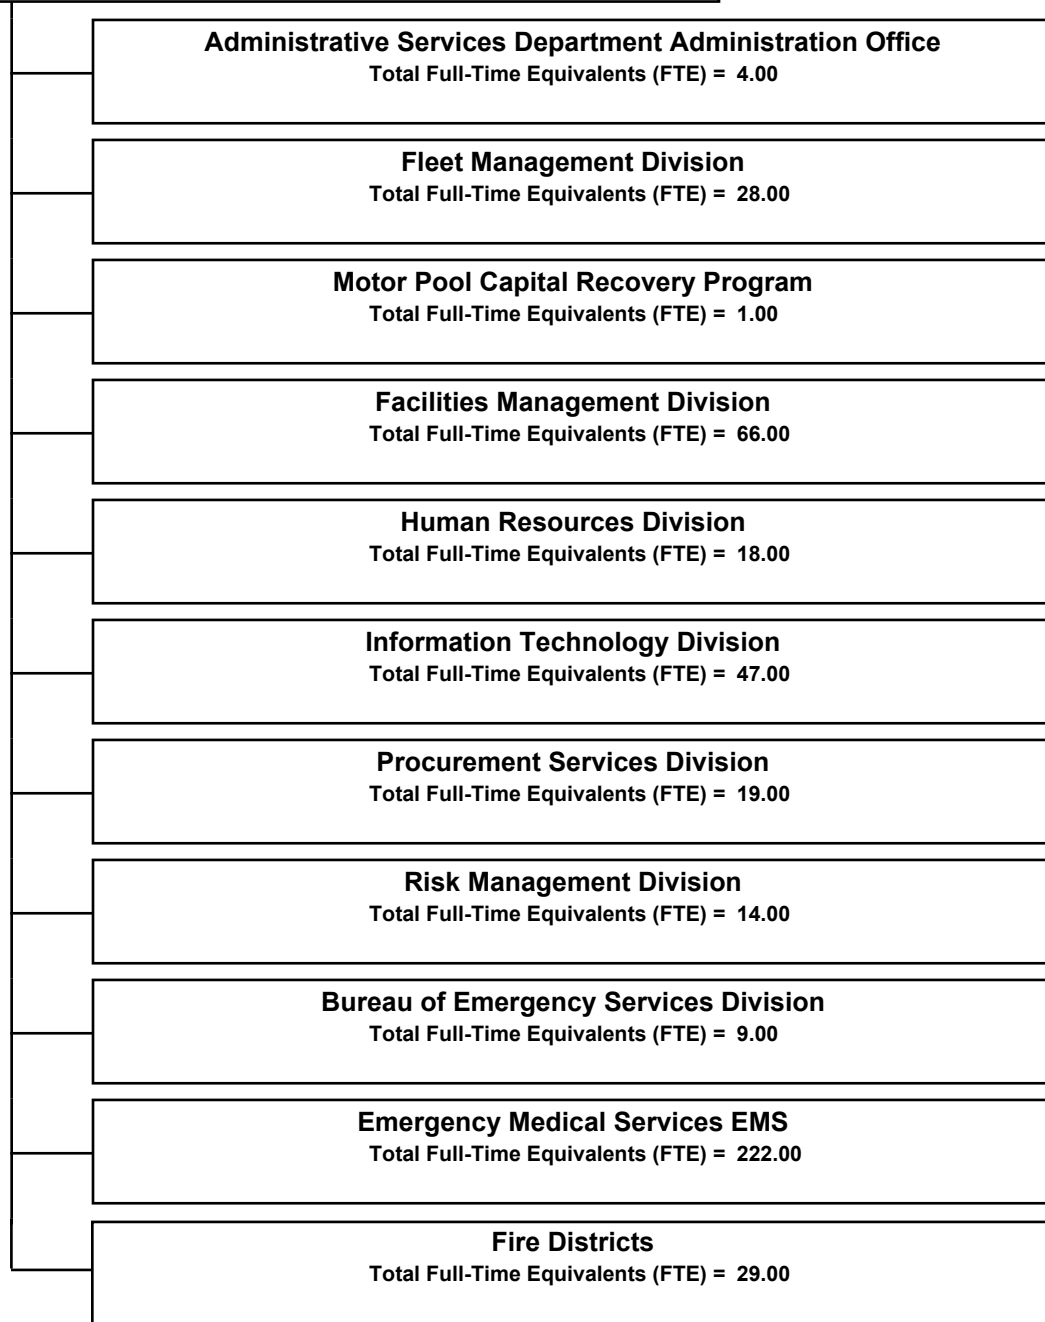 Administrative Services Department Administration Office
Total Full-Time Equivalents (FTE) = 4.00
Fleet Management Division
Total Full-Time Equivalents (FTE) = 28.00
Motor Pool Capital Recovery Program
Total Full-Time Equivalents (FTE) = 1.00
Facilities Management Division
Total Full-Time Equivalents (FTE) = 66.00
Human Resources Division
Total Full-Time Equivalents (FTE) = 18.00
Information Technology Division
Total Full-Time Equivalents (FTE) = 47.00
Procurement Services Division
Total Full-Time Equivalents (FTE) = 19.00
Risk Management Division
Total Full-Time Equivalents (FTE) = 14.00
Bureau of Emergency Services Division
Total Full-Time Equivalents (FTE) = 9.00
Emergency Medical Services EMS
Total Full-Time Equivalents (FTE) = 222.00
Fire Districts
Total Full-Time Equivalents (FTE) = 29.00